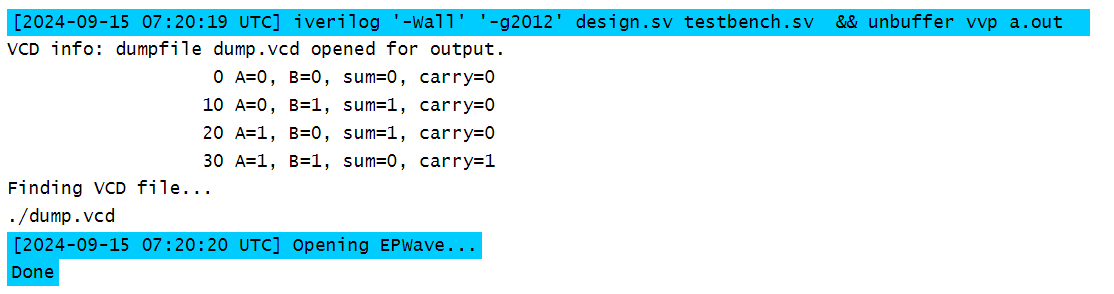 [2024-09-15 07:20:19 UTC] iverilog '-Wall' '-g2012' design.sv testbench.sv  && unbuffer vvp a.out
VCD info: dumpfile dump.vcd opened for output.
                   0 A=0, B=0, sum=0, carry=0
                  10 A=0, B=1, sum=1, carry=0
                  20 A=1, B=0, sum=1, carry=0
                  30 A=1, B=1, sum=0, carry=1
Finding VCD file...
./dump.vcd
[2024-09-15 07:20:20 UTC] Opening EPWave...
Done